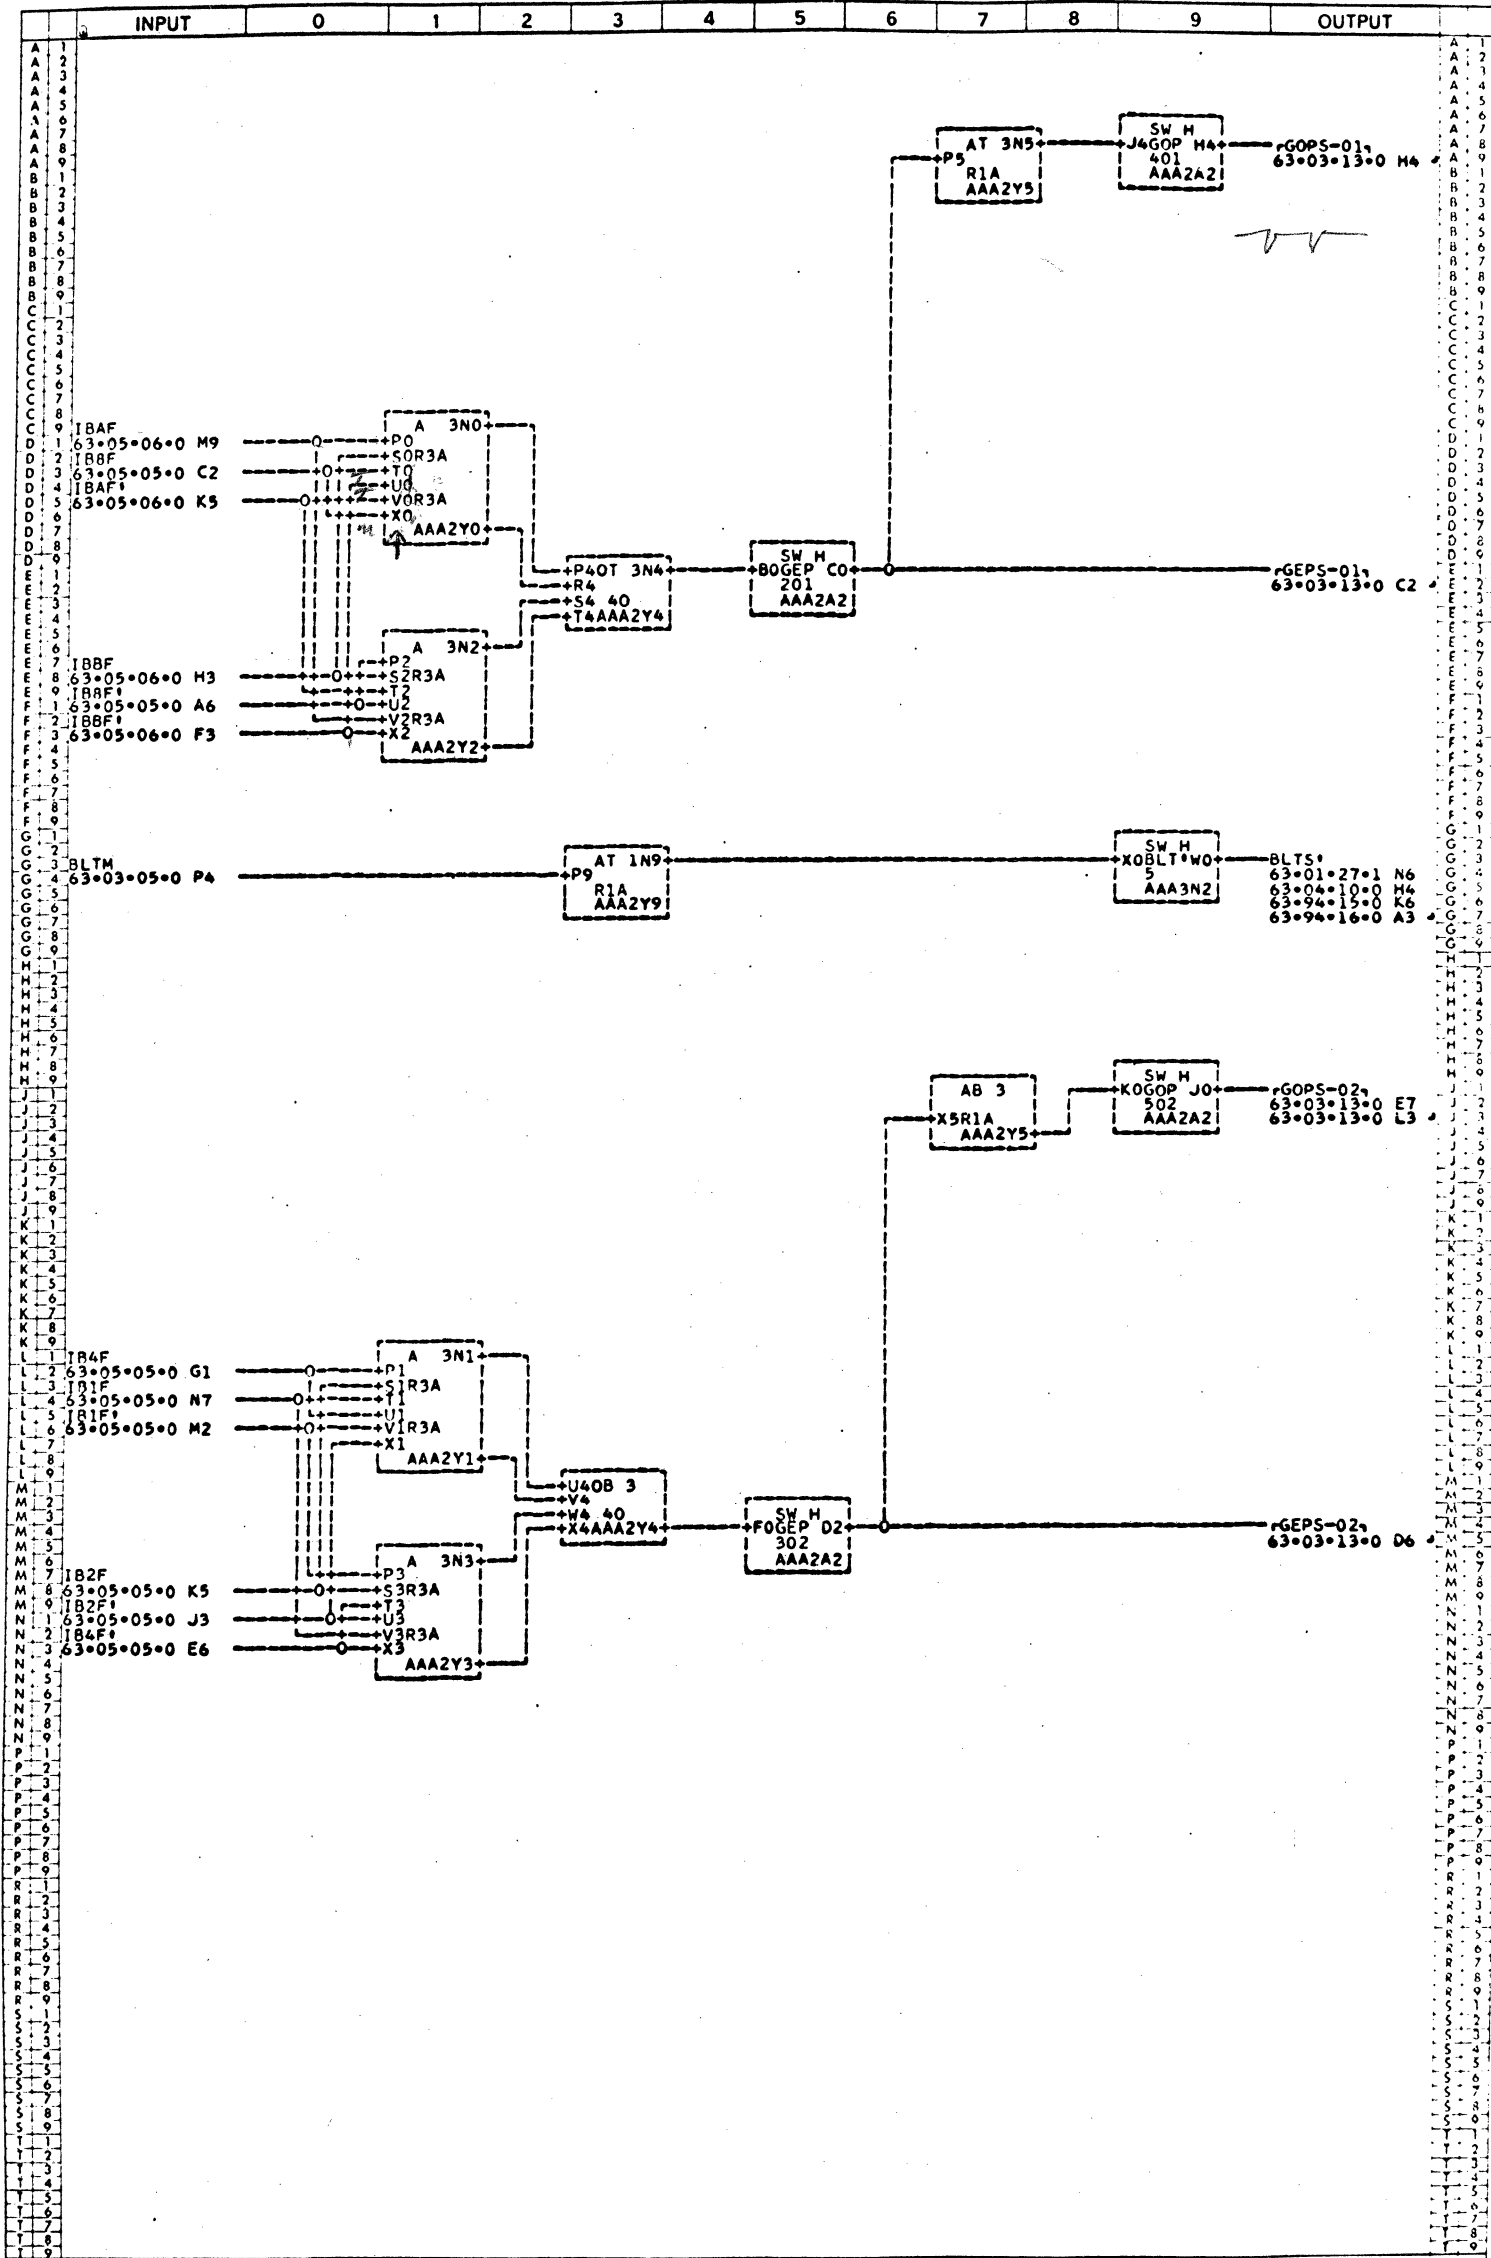 INPUT 0 1 2 3 4 5 6 7 8 9 OUTPUT
AT 3N5
P5
R1A
AAA2Y5
SW H
J4GOP H4
401
AAA2A2
GOPS-01
63•03•13•0 H4
IBAF
63•05•06•0 M9
IB8F
63•05•05•0 C2
IBAF'
63•05•06•0 K5
A 3N0
P0
S0R3A
T0
U0
V0R3A
X0
AAA2Y0
P4OT 3N4
R4
S4 40
T4AAA2Y4
SW H
B0GEP C0
201
AAA2A2
GEPS-01
63•03•13•0 C2
IBBF
63•05•06•0 H3
IB8F'
63•05•05•0 A6
IBBF'
63•05•06•0 F3
A 3N2
P2
S2R3A
T2
U2
V2R3A
X2
AAA2Y2
BLTM
63•03•05•0 P4
AT 1N9
P9
R1A
AAA2Y9
SW H
X0BLT'W0
5
AAA3N2
BLTS'
63•01•27•1 N6
63•04•10•0 H4
63•94•15•0 K6
63•94•16•0 A3
AB 3
X5R1A
AAA2Y5
SW H
K0GOP J0
502
AAA2A2
GOPS-02
63•03•13•0 E7
63•03•13•0 L3
IB4F
63•05•05•0 G1
IB1F
63•05•05•0 N7
IB1F'
63•05•05•0 M2
A 3N1
P1
S1R3A
T1
U1
V1R3A
X1
AAA2Y1
U4OB 3
V4
W4 40
X4AAA2Y4
SW H
F0GEP D2
302
AAA2A2
GEPS-02
63•03•13•0 D6
IB2F
63•05•05•0 K5
IB2F'
63•05•05•0 J3
IB4F'
63•05•05•0 E6
A 3N3
P3
S3R3A
T3
U3
V3R3A
X3
AAA2Y3